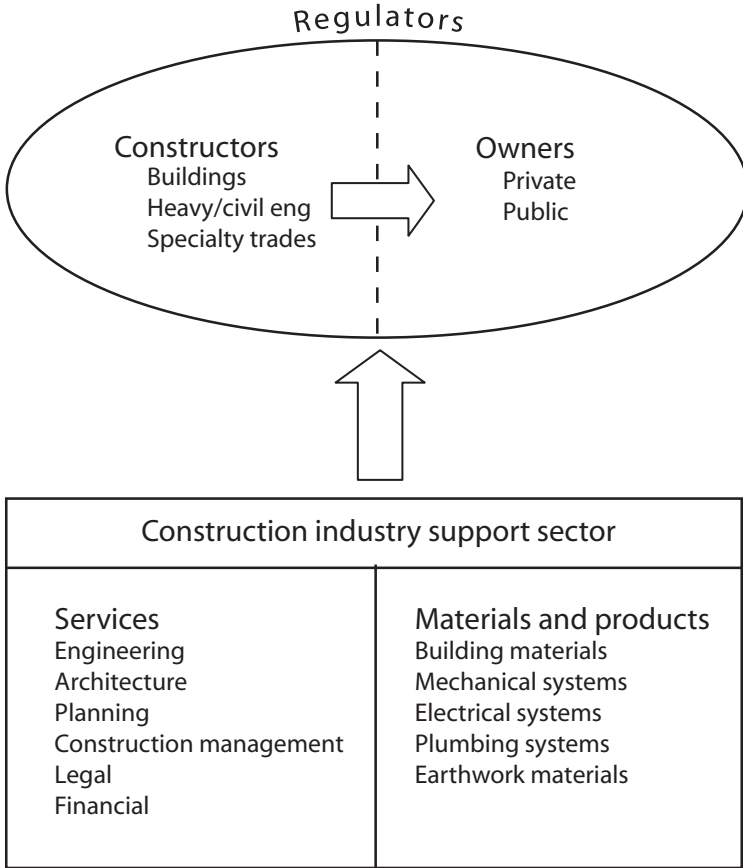 Regulators
Constructors
Buildings
Heavy/civil eng
Specialty trades
Owners
Private
Public
Construction industry support sector
Services
Engineering
Architecture
Planning
Construction management
Legal
Financial
Materials and products
Building materials
Mechanical systems
Electrical systems
Plumbing systems
Earthwork materials